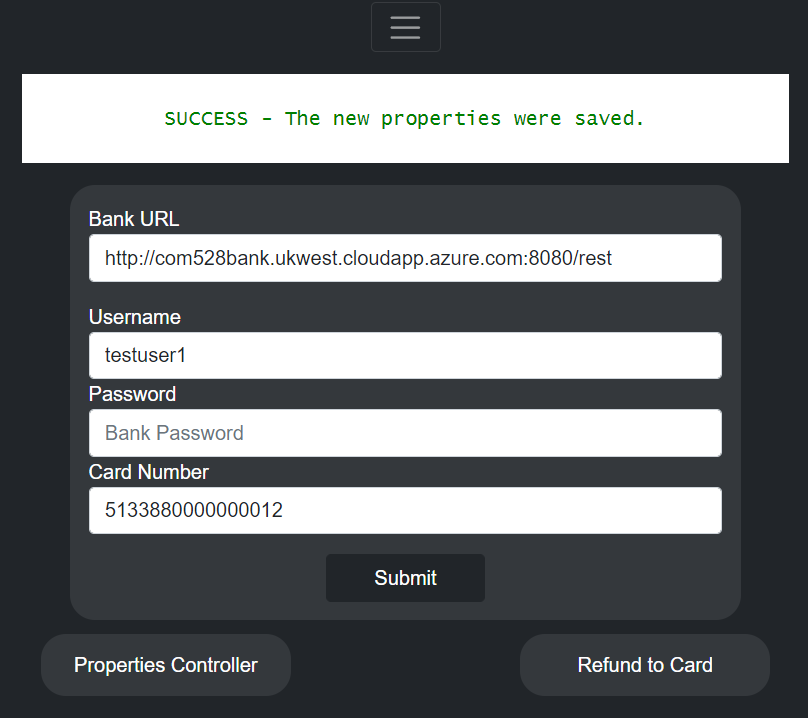 SUCCESS - The new properties were saved.
Bank URL
http://com528bank.ukwest.cloudapp.azure.com:8080/rest
Username
testuser1
Password
Bank Password
Card Number
5133880000000012
Submit
Properties Controller
Refund to Card